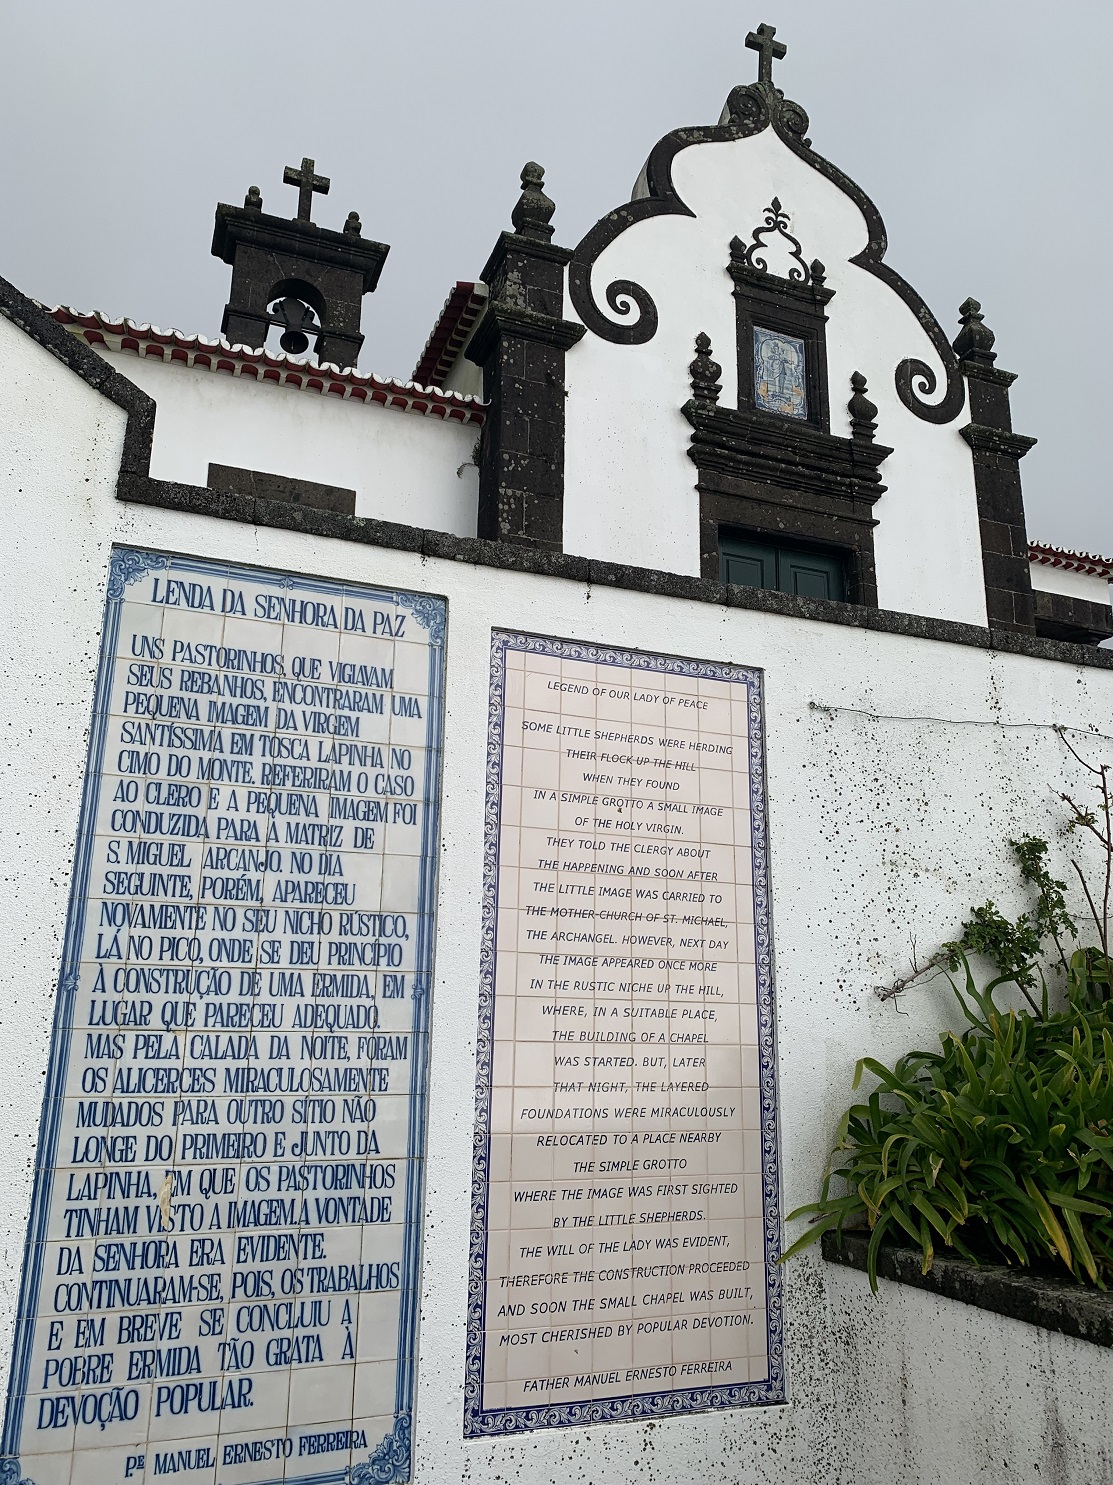 LENDA DA SENHORA DA PAZ
UNS PASTORINHOS, QUE VIGIAVAM
SEUS REBANHOS, ENCONTRARAM UMA
PEQUENA IMAGEM DA VIRGEM
SANTÍSSIMA EM TOSCA LAPINHA NO
CIMO DO MONTE. REFERIRAM O CASO
AO CLERO E A PEQUENA IMAGEM FOI
CONDUZIDA PARA A MATRIZ DE
S. MIGUEL ARCANJO. NO DIA
SEGUINTE, PORÉM, APARECEU
NOVAMENTE NO SEU NICHO RÚSTICO,
LÁ NO PICO, ONDE SE DEU PRINCÍPIO
À CONSTRUÇÃO DE UMA ERMIDA, EM
LUGAR QUE PARECEU ADEQUADO.
MAS PELA CALADA DA NOITE, FORAM
OS ALICERCES MIRACULOSAMENTE
MUDADOS PARA OUTRO SÍTIO NÃO
LONGE DO PRIMEIRO E JUNTO DA
LAPINHA, EM QUE OS PASTORINHOS
TINHAM VISTO A IMAGEM. A VONTADE
DA SENHORA ERA EVIDENTE.
CONTINUARAM-SE, POIS, OS TRABALHOS
E EM BREVE SE CONCLUIU A
POBRE ERMIDA TÃO GRATA À
DEVOÇÃO POPULAR.
P.E MANUEL ERNESTO FERREIRA
LEGEND OF OUR LADY OF PEACE
SOME LITTLE SHEPHERDS WERE HERDING
THEIR FLOCK UP THE HILL
WHEN THEY FOUND
IN A SIMPLE GROTTO A SMALL IMAGE
OF THE HOLY VIRGIN.
THEY TOLD THE CLERGY ABOUT
THE HAPPENING AND SOON AFTER
THE LITTLE IMAGE WAS CARRIED TO
THE MOTHER-CHURCH OF ST. MICHAEL,
THE ARCHANGEL. HOWEVER, NEXT DAY
THE IMAGE APPEARED ONCE MORE
IN THE RUSTIC NICHE UP THE HILL,
WHERE, IN A SUITABLE PLACE,
THE BUILDING OF A CHAPEL
WAS STARTED. BUT, LATER
THAT NIGHT, THE LAYERED
FOUNDATIONS WERE MIRACULOUSLY
RELOCATED TO A PLACE NEARBY
THE SIMPLE GROTTO
WHERE THE IMAGE WAS FIRST SIGHTED
BY THE LITTLE SHEPHERDS.
THE WILL OF THE LADY WAS EVIDENT,
THEREFORE THE CONSTRUCTION PROCEEDED
AND SOON THE SMALL CHAPEL WAS BUILT,
MOST CHERISHED BY POPULAR DEVOTION.
FATHER MANUEL ERNESTO FERREIRA